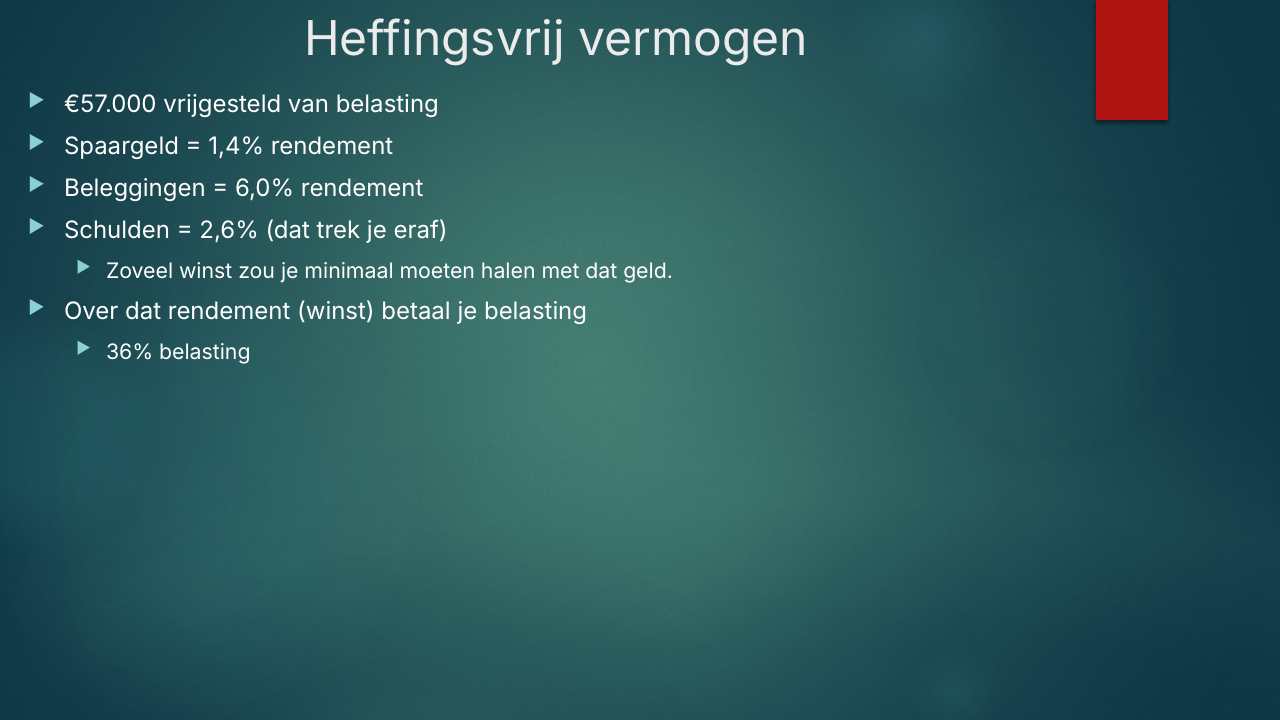 Heffingsvrij vermogen
€57.000 vrijgesteld van belasting
Spaargeld = 1,4% rendement
Beleggingen = 6,0% rendement
Schulden = 2,6% (dat trek je eraf)
Zoveel winst zou je minimaal moeten halen met dat geld.
Over dat rendement (winst) betaal je belasting
36% belasting